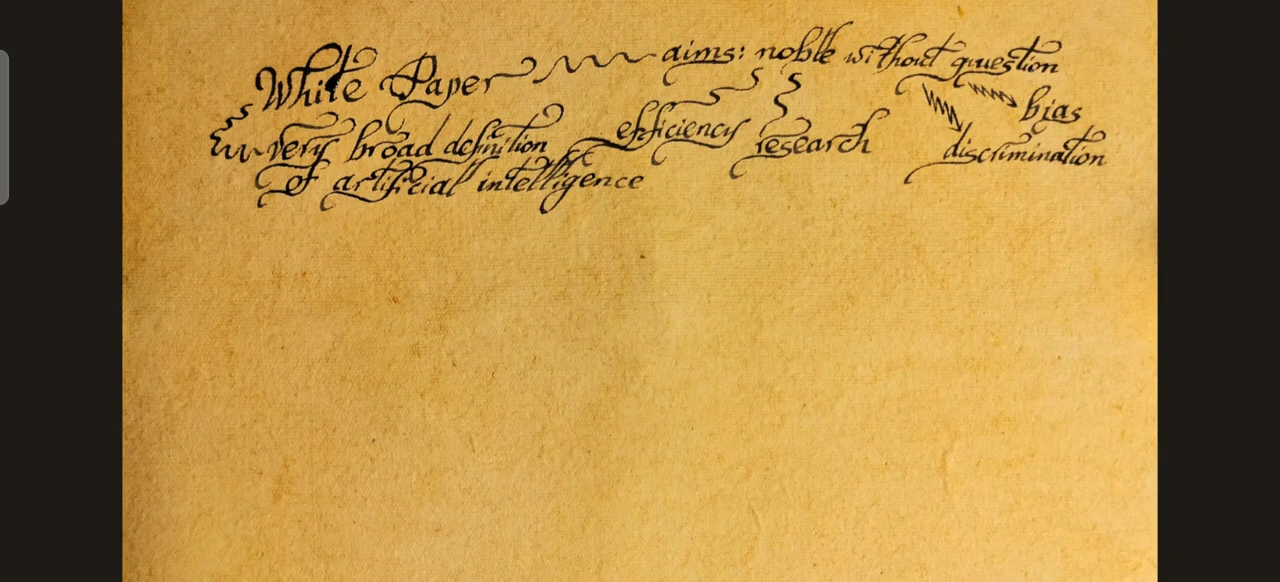 White Paper aims: noble without question
bias
very broad definition efficiency research discrimination
of artificial intelligence